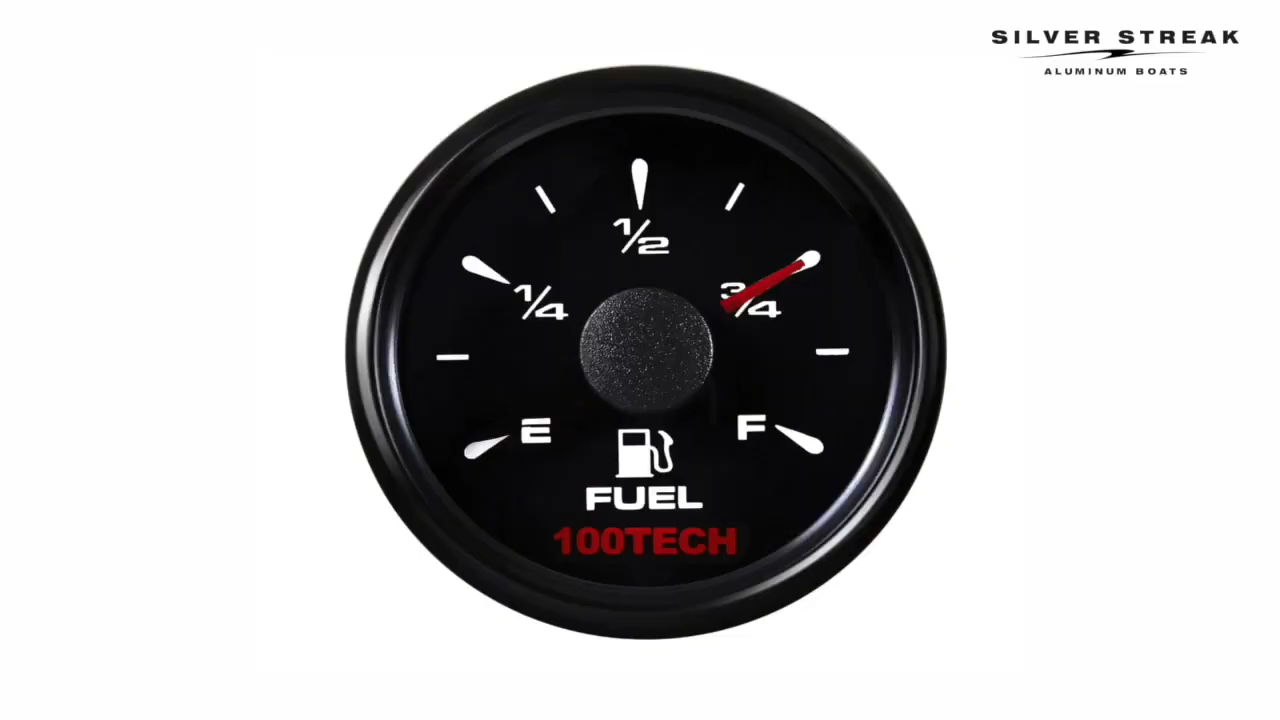 SILVER STREAK
ALUMINUM BOATS
1/2
1/4
3/4
E
F
FUEL
100TECH